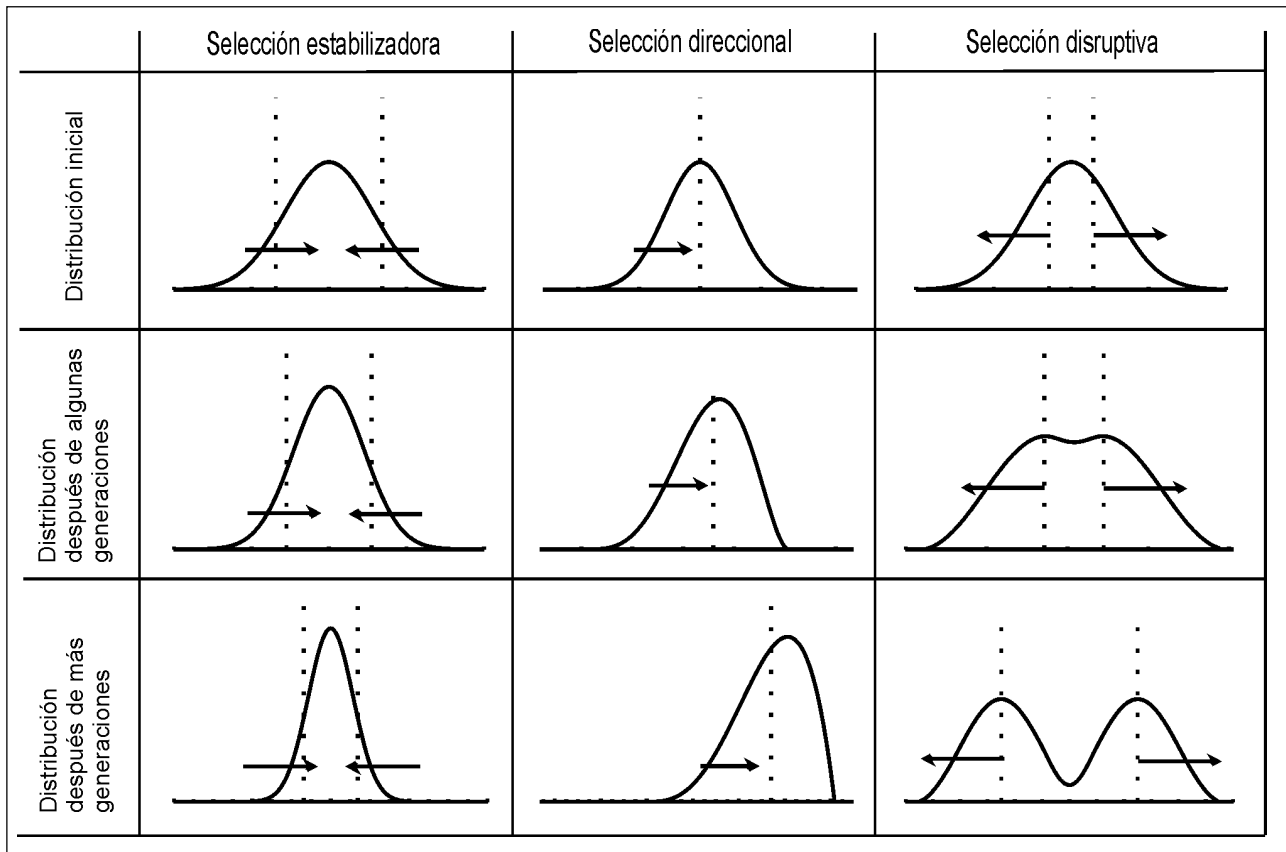 Selección estabilizadora
Selección direccional
Selección disruptiva
Distribución inicial
Distribución
después de algunas
generaciones
Distribución
después de más
generaciones